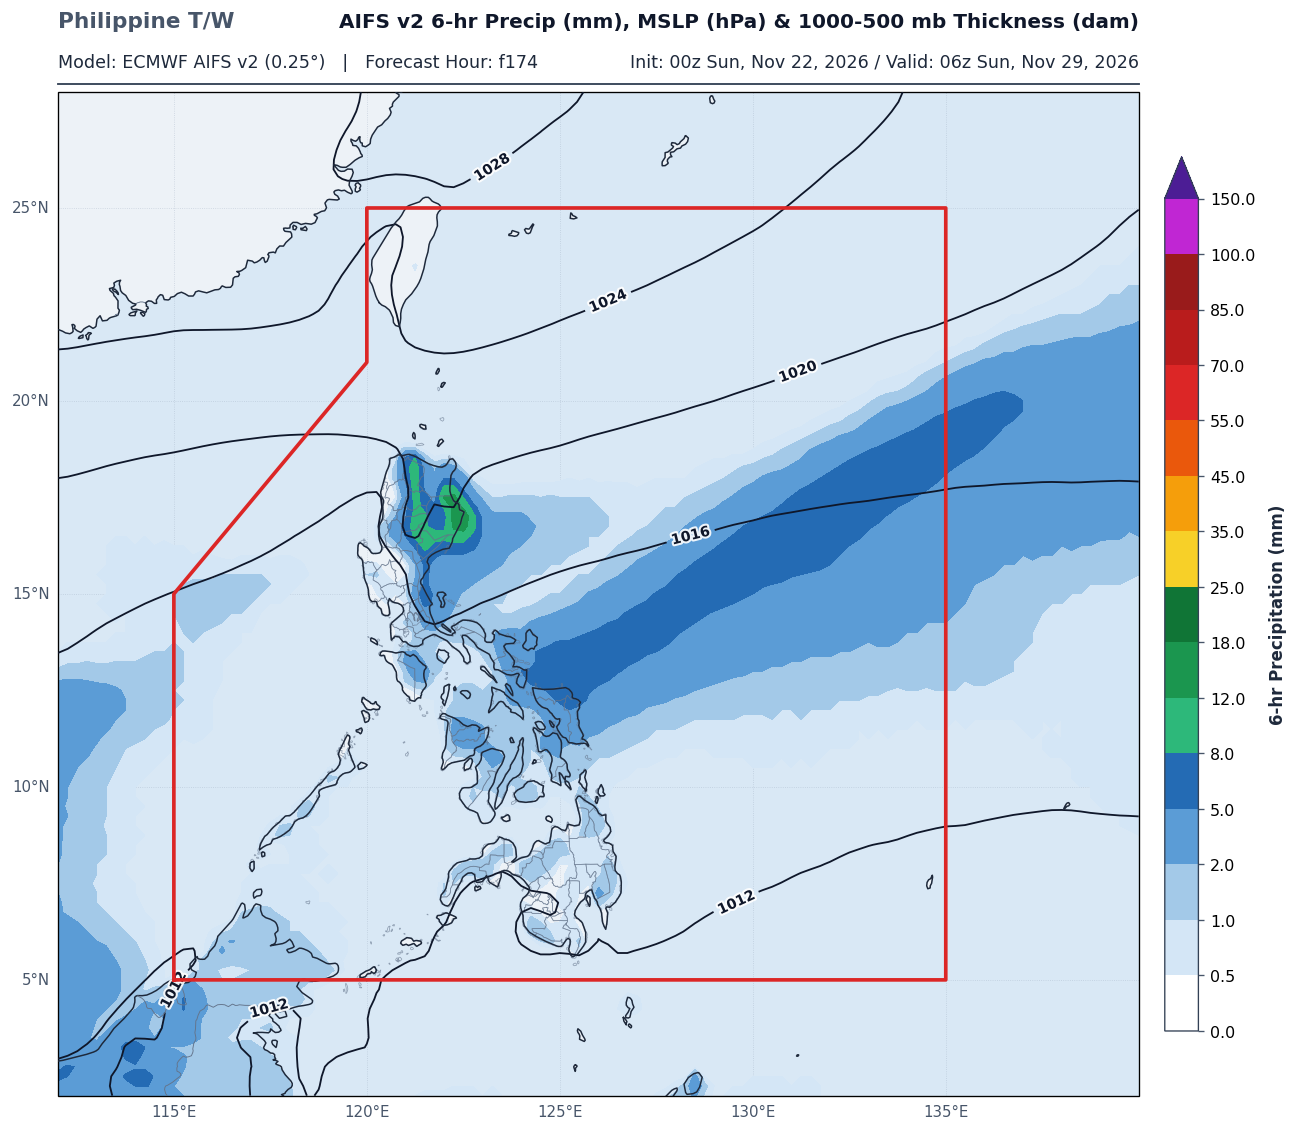 Philippine T/W
AIFS v2 6-hr Precip (mm), MSLP (hPa) & 1000-500 mb Thickness (dam)
Model: ECMWF AIFS v2 (0.25°) | Forecast Hour: f174
Init: 00z Sun, Nov 22, 2026 / Valid: 06z Sun, Nov 29, 2026
1028
25°N
1024
1020
20°N
1016
15°N
10°N
1012
5°N
1012
1012
115°E
120°E
125°E
130°E
135°E
150.0
100.0
85.0
70.0
55.0
45.0
35.0
25.0
18.0
12.0
8.0
5.0
2.0
1.0
0.5
0.0
6-hr Precipitation (mm)